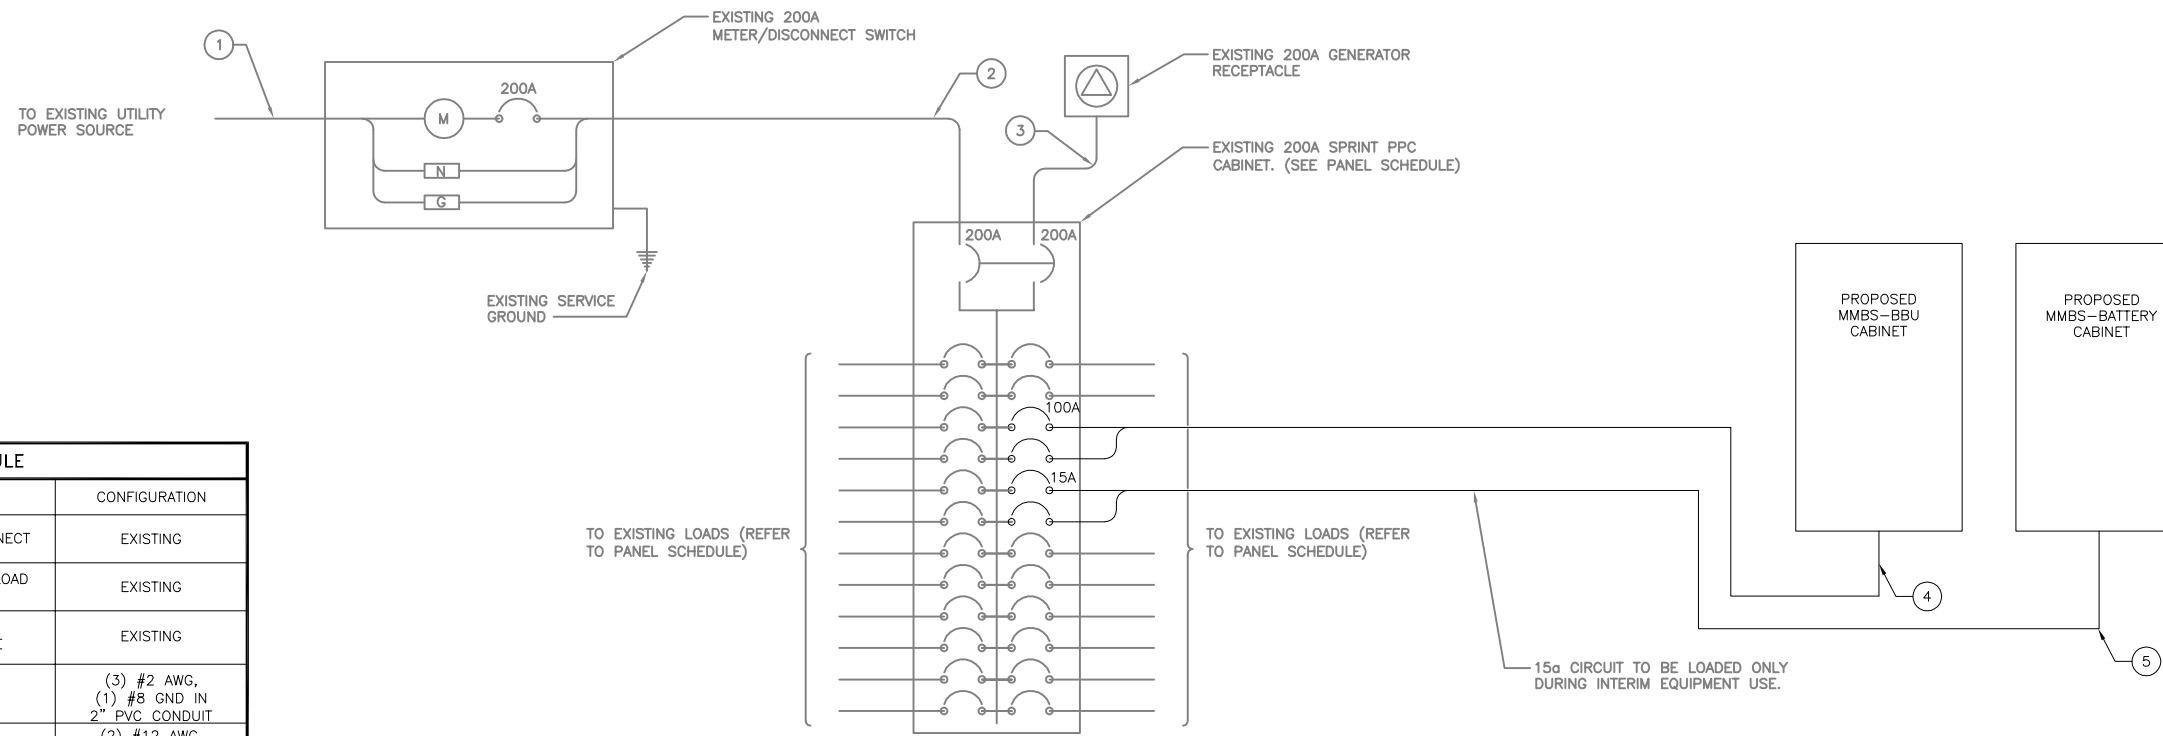 EXISTING 200A
METER/DISCONNECT SWITCH
1
2
EXISTING 200A GENERATOR
RECEPTACLE
200A
TO EXISTING UTILITY
POWER SOURCE
M
3
EXISTING 200A SPRINT PPC
CABINET. (SEE PANEL SCHEDULE)
N
G
200A 200A
EXISTING SERVICE
GROUND
PROPOSED
MMBS-BBU
CABINET
PROPOSED
MMBS-BATTERY
CABINET
100A
15A
TO EXISTING LOADS (REFER
TO PANEL SCHEDULE)
TO EXISTING LOADS (REFER
TO PANEL SCHEDULE)
4
5
15a CIRCUIT TO BE LOADED ONLY
DURING INTERIM EQUIPMENT USE.
ULE
CONFIGURATION
NECT EXISTING
OAD
EXISTING
EXISTING
(3) #2 AWG,
(1) #8 GND IN
2" PVC CONDUIT
(2) #12 AWG